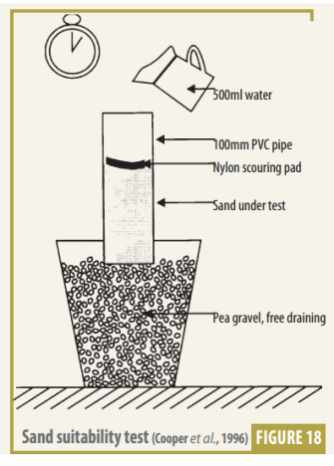 500ml water
100mm PVC pipe
Nylon scouring pad
Sand under test
Pea gravel, free draining
Sand suitability test (Cooper et al., 1996) FIGURE 18